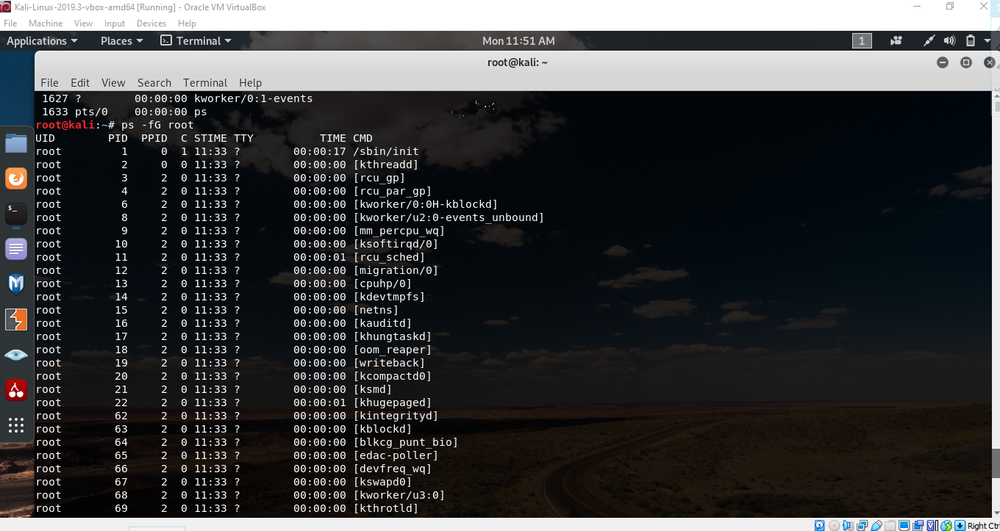 Kali-Linux-2019.3-vbox-amd64 [Running] - Oracle VM VirtualBox
File Machine View Input Devices Help
Applications Places Terminal Mon 11:51 AM 1
root@kali: ~
File Edit View Search Terminal Help
1627 ? 00:00:00 kworker/0:1-events
1633 pts/0 00:00:00 ps
root@kali:~# ps -fG root
UID PID PPID C STIME TTY TIME CMD
root 1 0 1 11:33 ? 00:00:17 /sbin/init
root 2 0 0 11:33 ? 00:00:00 [kthreadd]
root 3 2 0 11:33 ? 00:00:00 [rcu_gp]
root 4 2 0 11:33 ? 00:00:00 [rcu_par_gp]
root 6 2 0 11:33 ? 00:00:00 [kworker/0:0H-kblockd]
root 8 2 0 11:33 ? 00:00:00 [kworker/u2:0-events_unbound]
root 9 2 0 11:33 ? 00:00:00 [mm_percpu_wq]
root 10 2 0 11:33 ? 00:00:00 [ksoftirqd/0]
root 11 2 0 11:33 ? 00:00:01 [rcu_sched]
root 12 2 0 11:33 ? 00:00:00 [migration/0]
root 13 2 0 11:33 ? 00:00:00 [cpuhp/0]
root 14 2 0 11:33 ? 00:00:00 [kdevtmpfs]
root 15 2 0 11:33 ? 00:00:00 [netns]
root 16 2 0 11:33 ? 00:00:00 [kauditd]
root 17 2 0 11:33 ? 00:00:00 [khungtaskd]
root 18 2 0 11:33 ? 00:00:00 [oom_reaper]
root 19 2 0 11:33 ? 00:00:00 [writeback]
root 20 2 0 11:33 ? 00:00:00 [kcompactd0]
root 21 2 0 11:33 ? 00:00:00 [ksmd]
root 22 2 0 11:33 ? 00:00:01 [khugepaged]
root 62 2 0 11:33 ? 00:00:00 [kintegrityd]
root 63 2 0 11:33 ? 00:00:00 [kblockd]
root 64 2 0 11:33 ? 00:00:00 [blkcg_punt_bio]
root 65 2 0 11:33 ? 00:00:00 [edac-poller]
root 66 2 0 11:33 ? 00:00:00 [devfreq_wq]
root 67 2 0 11:33 ? 00:00:00 [kswapd0]
root 68 2 0 11:33 ? 00:00:00 [kworker/u3:0]
root 69 2 0 11:33 ? 00:00:00 [kthrotld]
Right Ctr